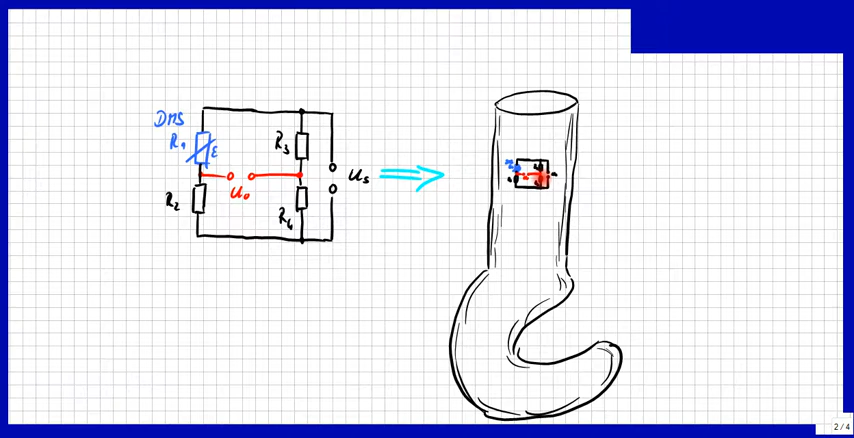 DMS
R₁
ε
R₃
U₀
Uₛ
R₂
R₄
2 / 4